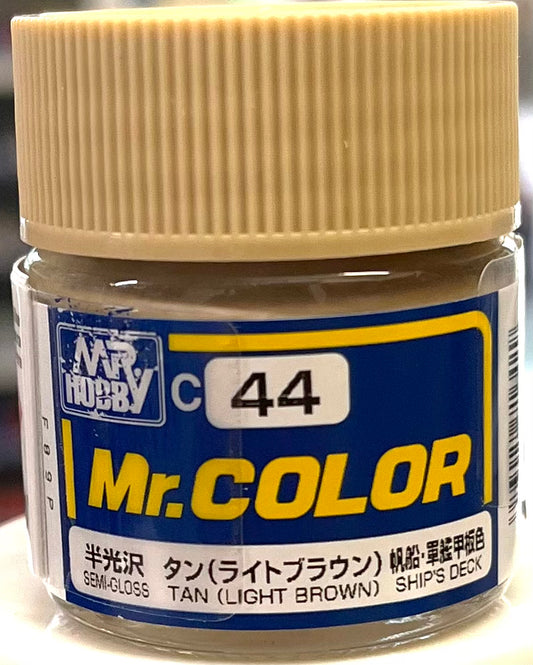 MR.
HOBBY
C 44
Mr.COLOR
半光沢 タン(ライトブラウン) 帆船・軍艦甲板色
SEMI-GLOSS TAN (LIGHT BROWN) SHIP'S DECK
F89P